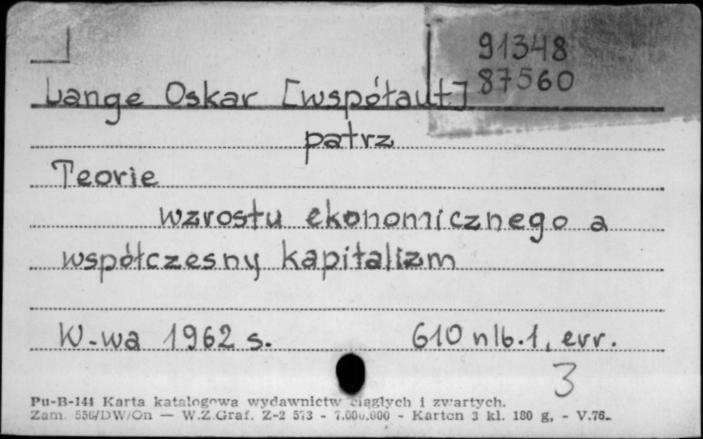 91348
87560
Lange Oskar [współaut]
patrz
Teorie
wzrostu ekonomicznego a
współczesny kapitalizm
W-wa 1962 s. 610 nlb.1, err.
3
Pu-B-141 Karta katalogowa wydawnictw ciągłych i zwartych.
Zam. 556/DW/On — W.Z.Graf. Z-2 573 - 7.000.000 - Karton 3 kl. 180 g, - V.76.